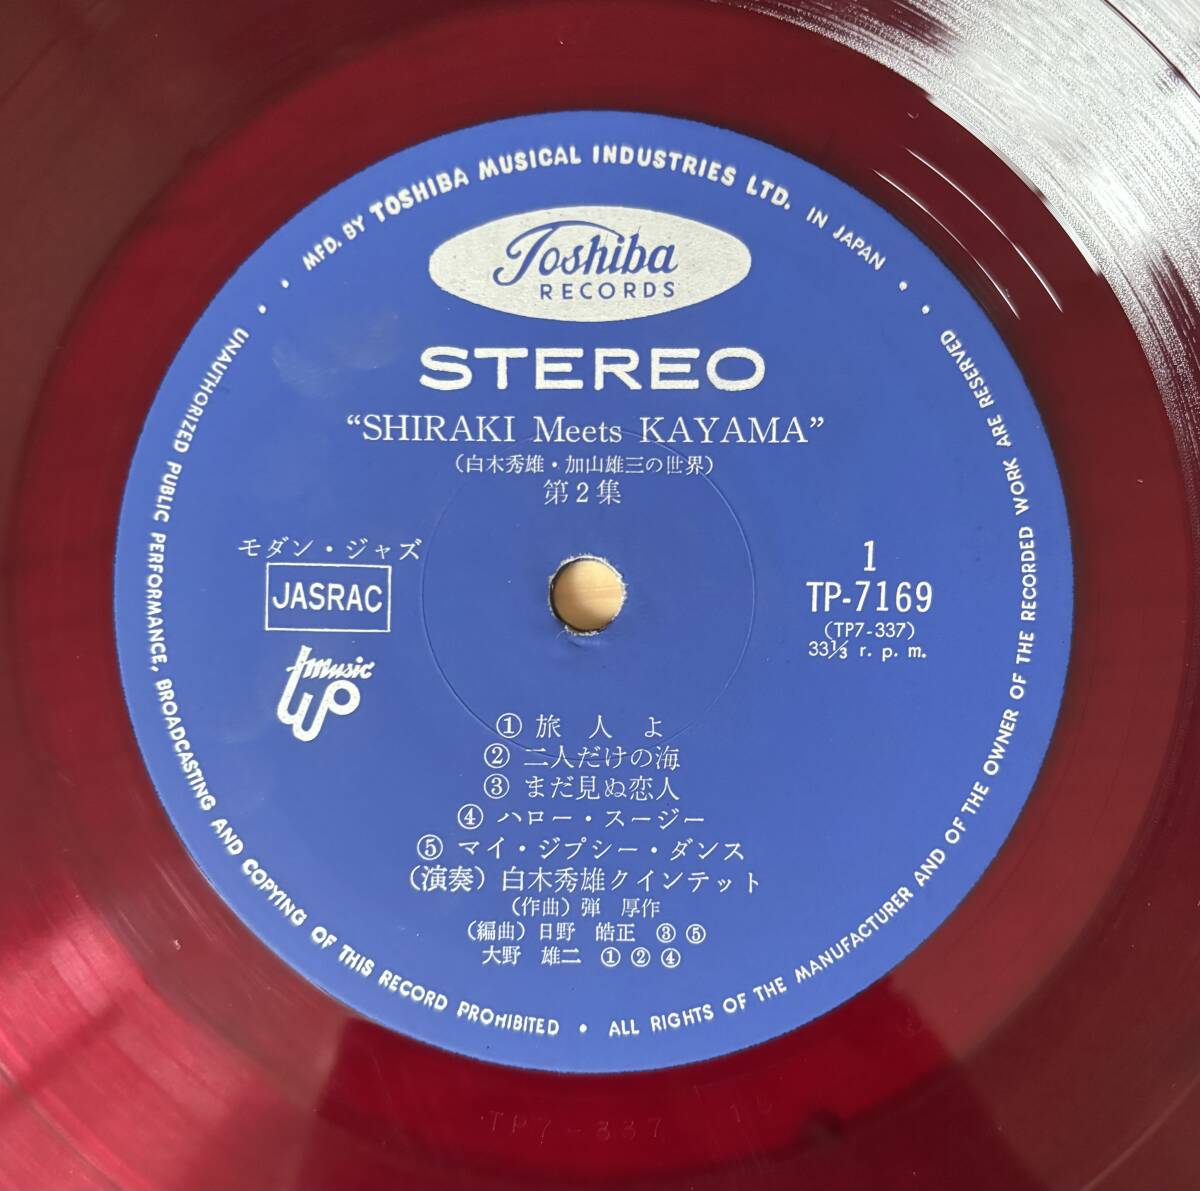 MFD. BY TOSHIBA MUSICAL INDUSTRIES LTD. IN JAPAN
Toshiba
RECORDS
STEREO
“SHIRAKI Meets KAYAMA”
(白木秀雄・加山雄三の世界)
第2集
モダン・ジャズ
JASRAC
music
1
TP-7169
(TP7-337)
33⅓ r. p. m.
① 旅 人 よ
② 二人だけの海
③ まだ見ぬ恋人
④ ハロー・スージー
⑤ マイ・ジプシー・ダンス
(演奏) 白木秀雄クインテット
(作曲) 弾 厚作
(編曲) 日野 皓正 ③ ⑤
大野 雄二 ① ② ④
UNAUTHORIZED PUBLIC PERFORMANCE, BROADCASTING AND COPYING OF THIS RECORD PROHIBITED • ALL RIGHTS OF THE MANUFACTURER AND OF THE OWNER OF THE RECORDED WORK ARE RESERVED
TP7-337